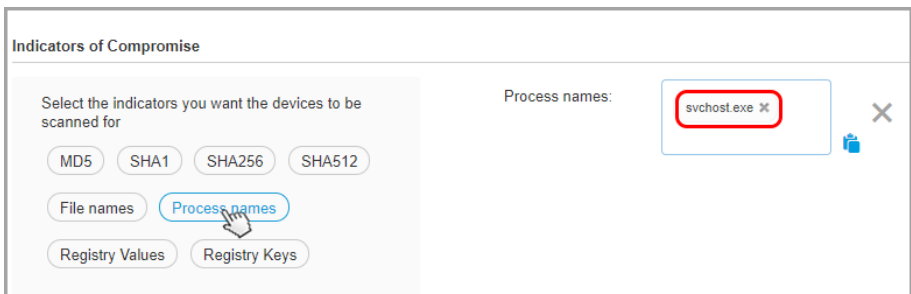 Indicators of Compromise
Select the indicators you want the devices to be
scanned for
MD5 SHA1 SHA256 SHA512
File names Process names
Registry Values Registry Keys
Process names:
svchost.exe